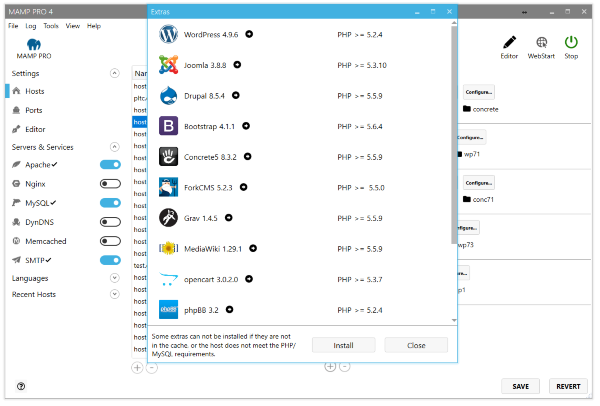 MAMP PRO 4
File Log Tools View Help
MAMP PRO
Editor
WebStart
Stop
Settings
Hosts
Ports
Editor
Servers & Services
Apache
Nginx
MySQL
DynDNS
Memcached
SMTP
Languages
Recent Hosts
Nam
host
host
host
host
host
host
host
host
host
host
host
host
host
test.
host
host
host
host
host
host
Extras
WordPress 4.9.6 PHP >= 5.2.4
Joomla 3.8.8 PHP >= 5.3.10
Drupal 8.5.4 PHP >= 5.5.9
Bootstrap 4.1.1 PHP >= 5.6.4
Concrete5 8.3.2 PHP >= 5.5.9
ForkCMS 5.2.3 PHP >= 5.5.0
Grav 1.4.5 PHP >= 5.5.9
MediaWiki 1.29.1 PHP >= 5.5.9
opencart 3.0.2.0 PHP >= 5.3.7
phpBB 3.2 PHP >= 5.2.4
Some extras can not be installed if they are not
in the cache. or the host does not meet the PHP/
MySQL requirements.
Install
Close
Configure...
concrete
Configure...
wp71
Configure...
conc71
Configure...
wp73
Configure...
p1
SAVE
REVERT